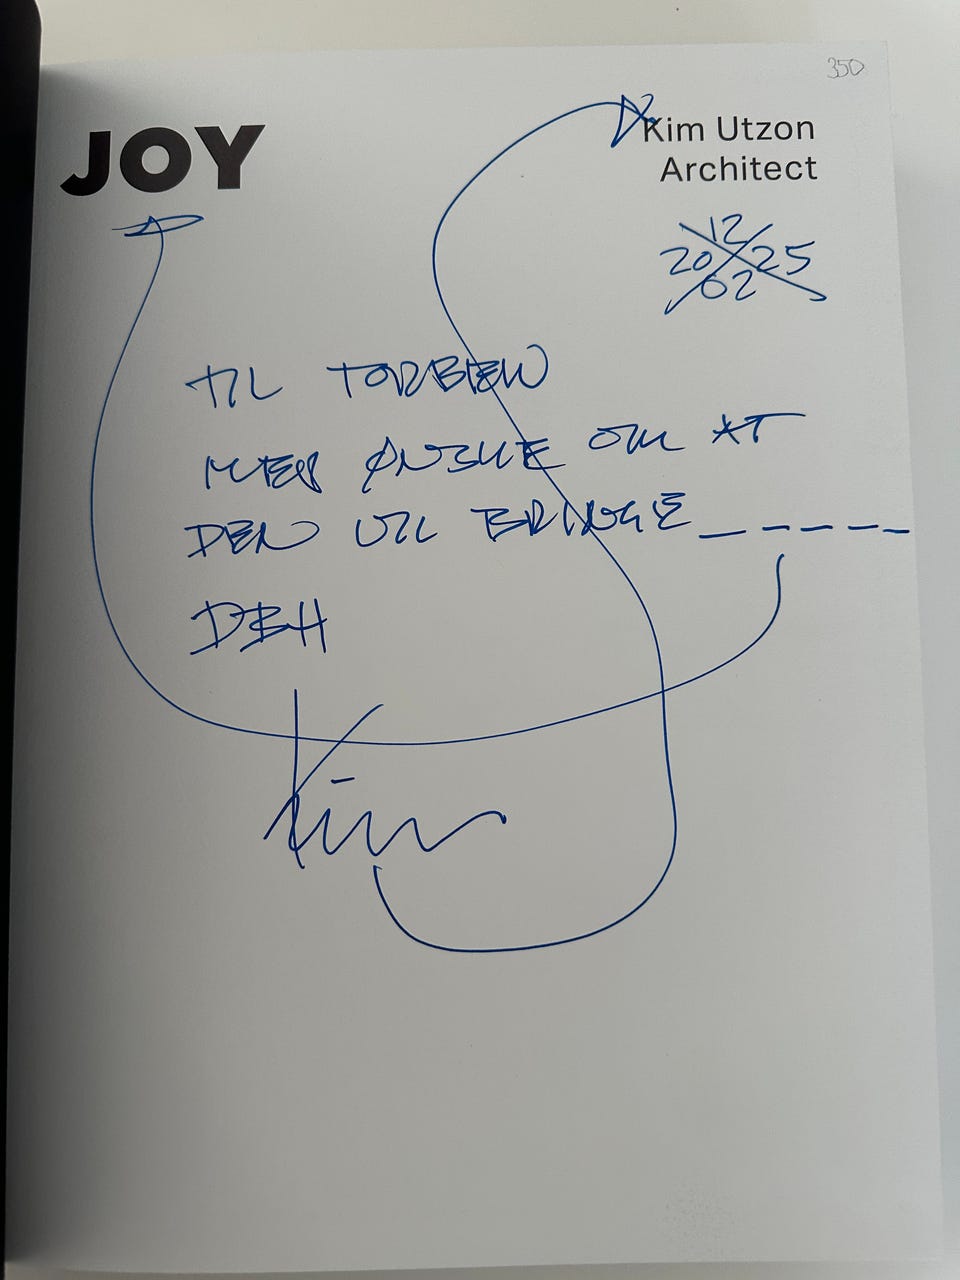 350
JOY
Kim Utzon
Architect
12
20 25
02
TIL TORBEN
MED ØNSKE OM AT
DEN VIL BRINGE _ _ _ _ _
DBH
Kim